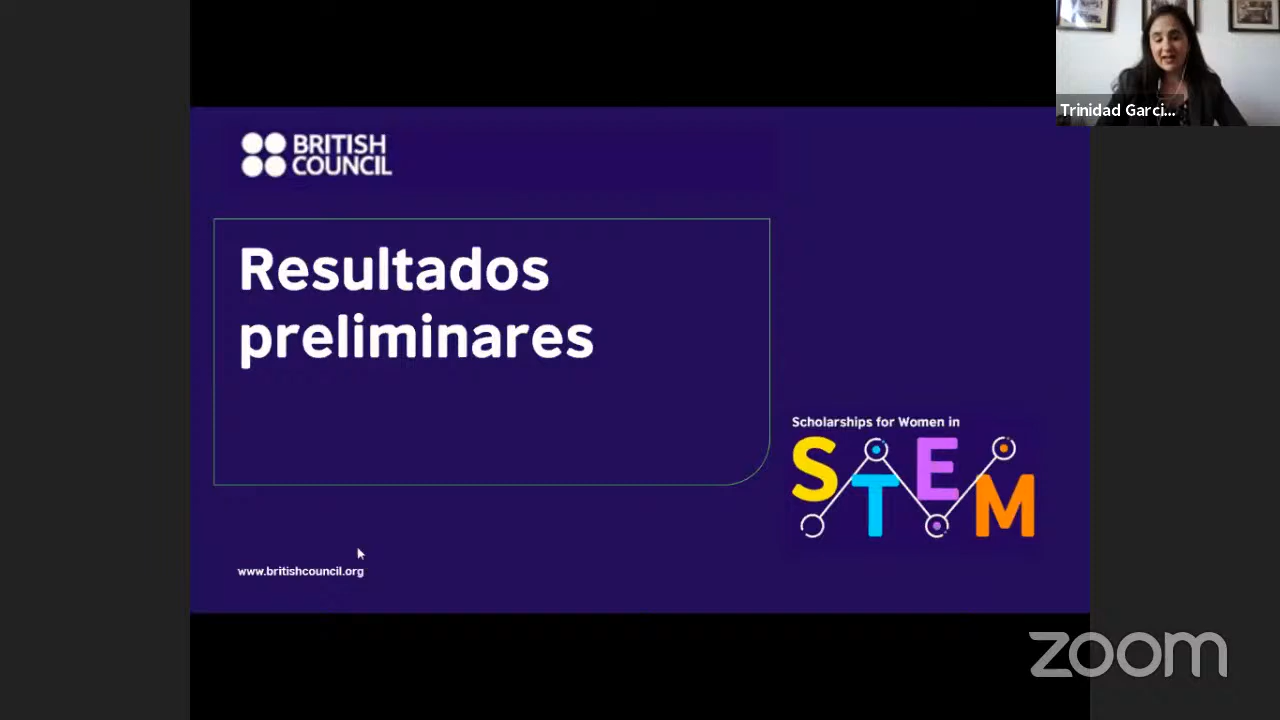 Trinidad Garci...
BRITISH
COUNCIL
Resultados
preliminares
Scholarships for Women in
STEM
www.britishcouncil.org
zoom